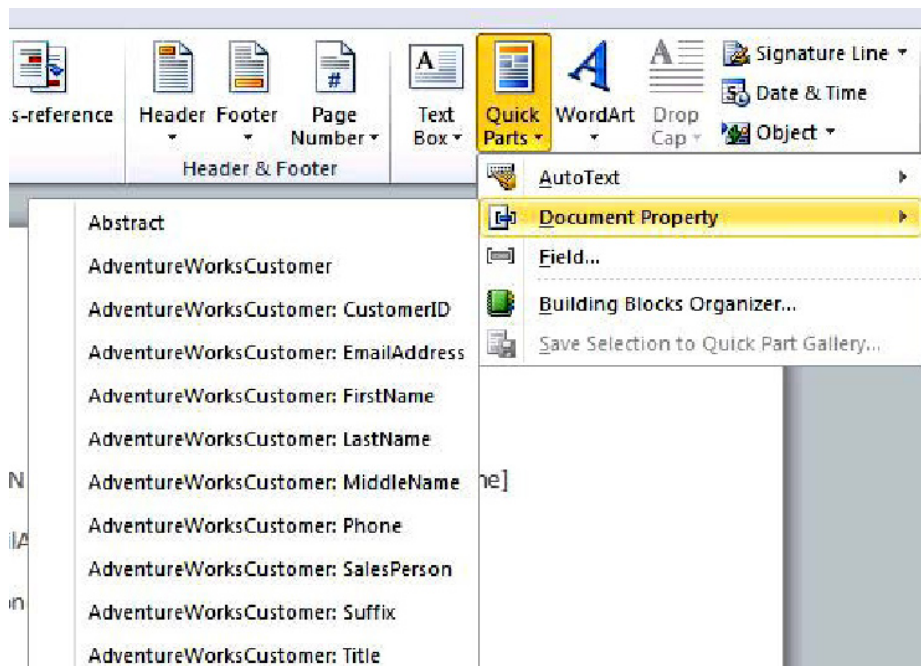 s-reference
Header
Footer
Page
Number
Text
Box
Quick
Parts
WordArt
Drop
Cap
Signature Line
Date & Time
Object
Header & Footer
AutoText
Document Property
Field...
Building Blocks Organizer...
Save Selection to Quick Part Gallery...
Abstract
AdventureWorksCustomer
AdventureWorksCustomer: CustomerID
AdventureWorksCustomer: EmailAddress
AdventureWorksCustomer: FirstName
AdventureWorksCustomer: LastName
AdventureWorksCustomer: MiddleName
AdventureWorksCustomer: Phone
AdventureWorksCustomer: SalesPerson
AdventureWorksCustomer: Suffix
AdventureWorksCustomer: Title